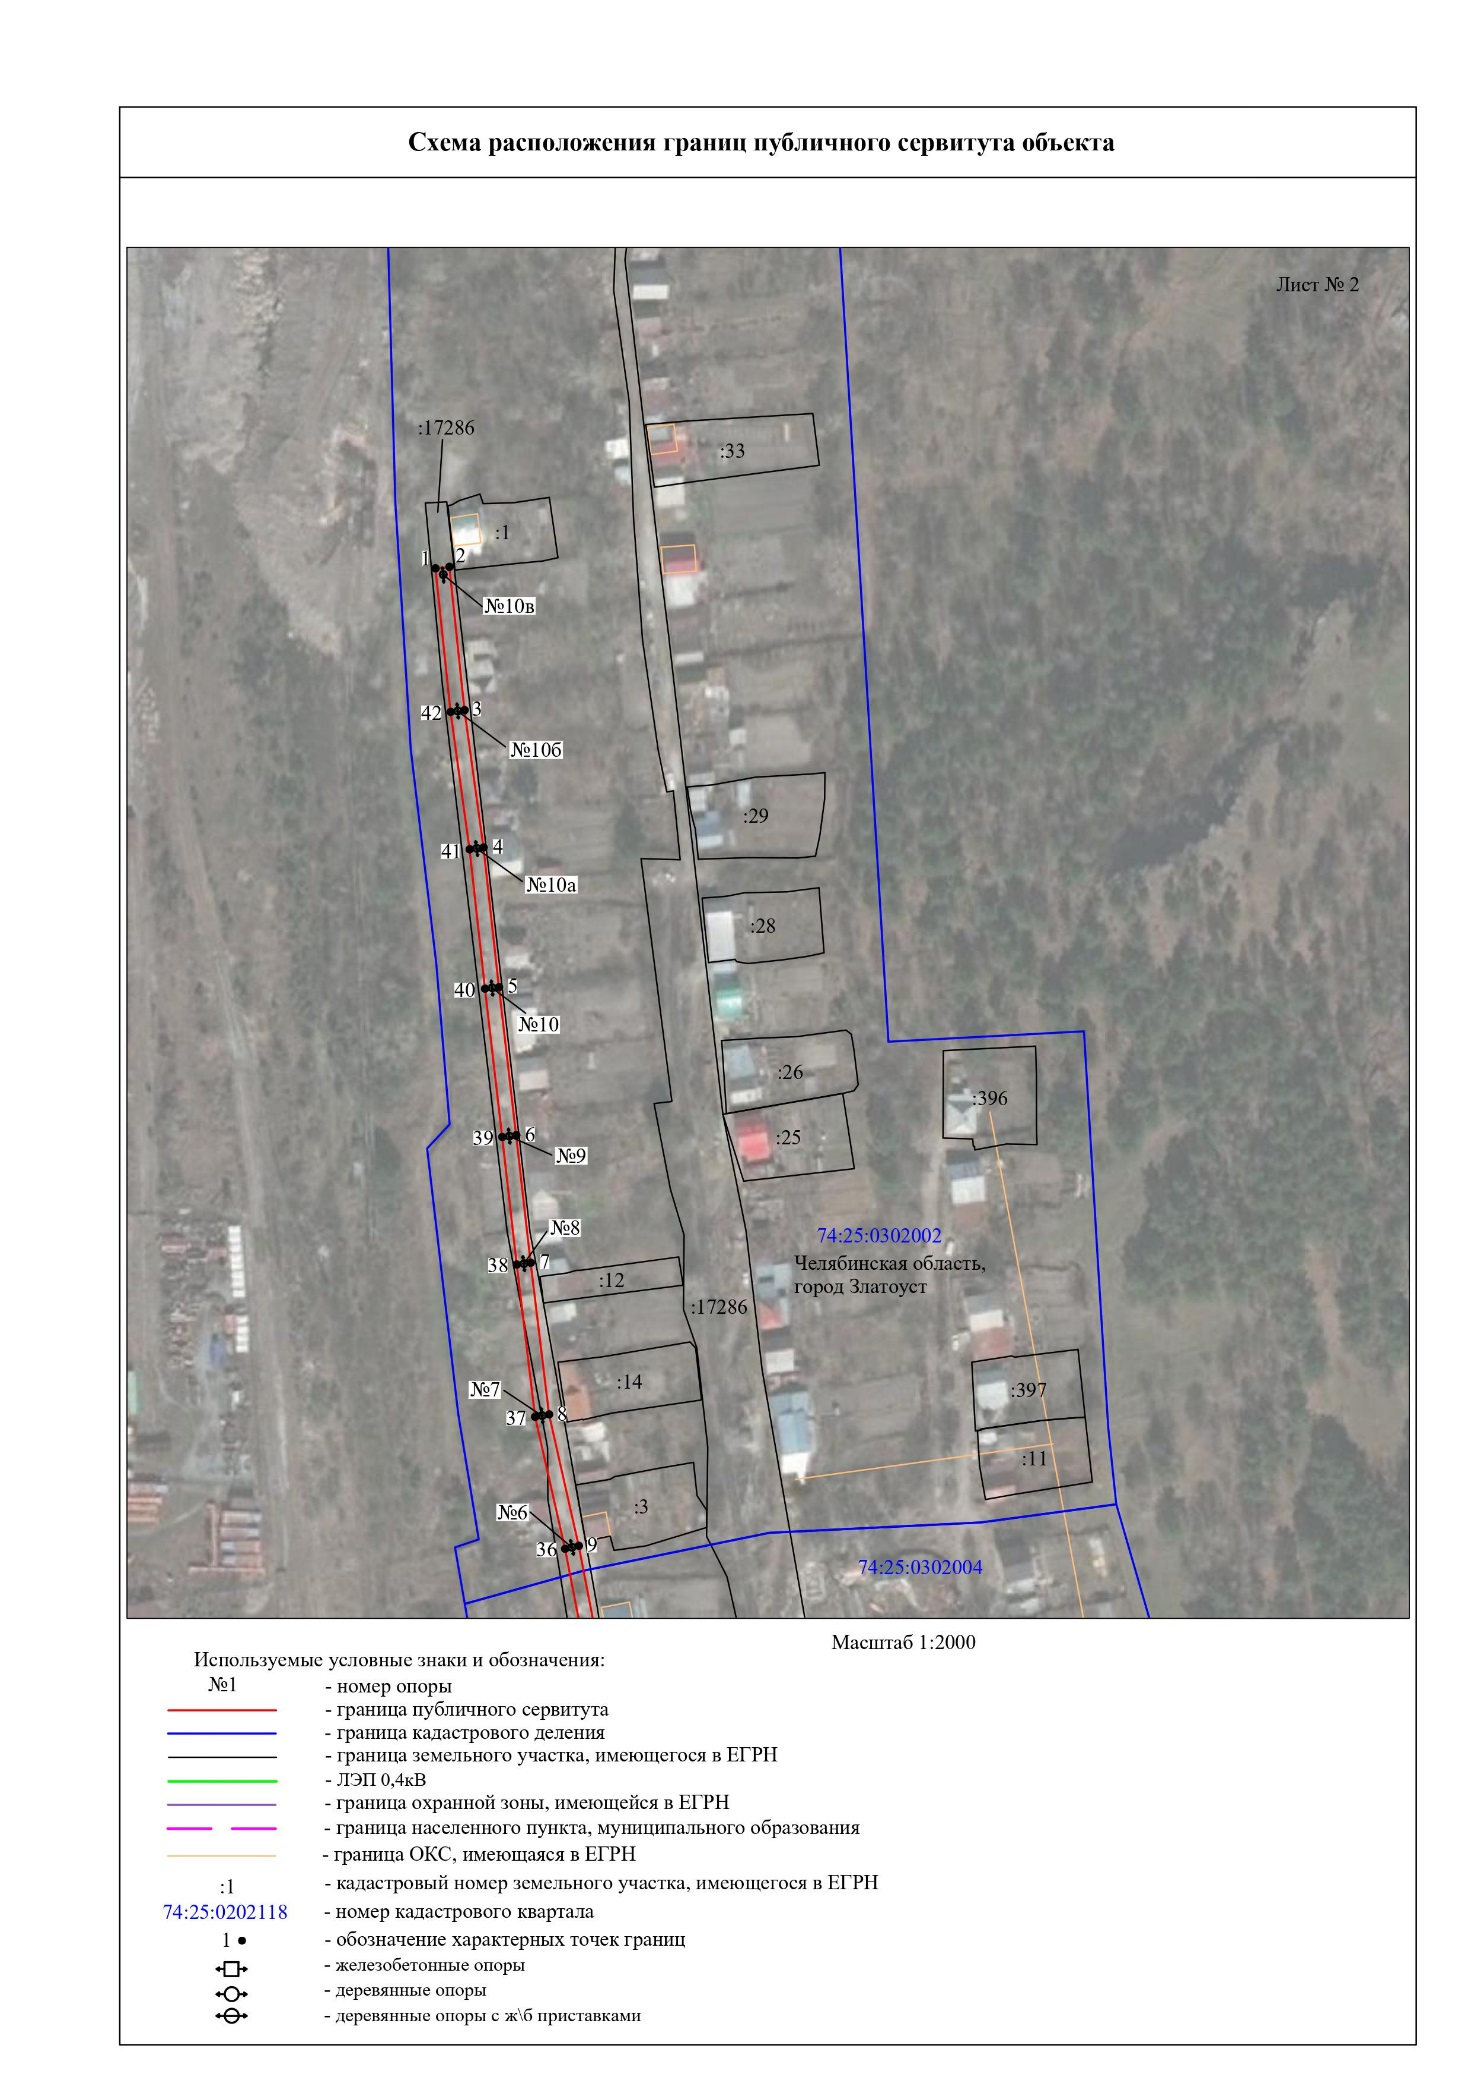 Схема расположения границ публичного сервитута объекта
Лист № 2
:17286
:33
:1
1
2
№10в
42
3
№10б
:29
41
4
№10а
:28
40
5
№10
:26
:396
39
6
:25
№9
№8
74:25:0302002
38
7
Челябинская область,
:12
город Златоуст
:17286
:14
№7
:397
37
8
:11
:3
№6
36
9
74:25:0302004
Масштаб 1:2000
Используемые условные знаки и обозначения:
№1 - номер опоры
- граница публичного сервитута
- граница кадастрового деления
- граница земельного участка, имеющегося в ЕГРН
- ЛЭП 0,4кВ
- граница охранной зоны, имеющейся в ЕГРН
- граница населенного пункта, муниципального образования
- граница ОКС, имеющаяся в ЕГРН
:1 - кадастровый номер земельного участка, имеющегося в ЕГРН
74:25:0202118 - номер кадастрового квартала
1 - обозначение характерных точек границ
- железобетонные опоры
- деревянные опоры
- деревянные опоры с ж\б приставками